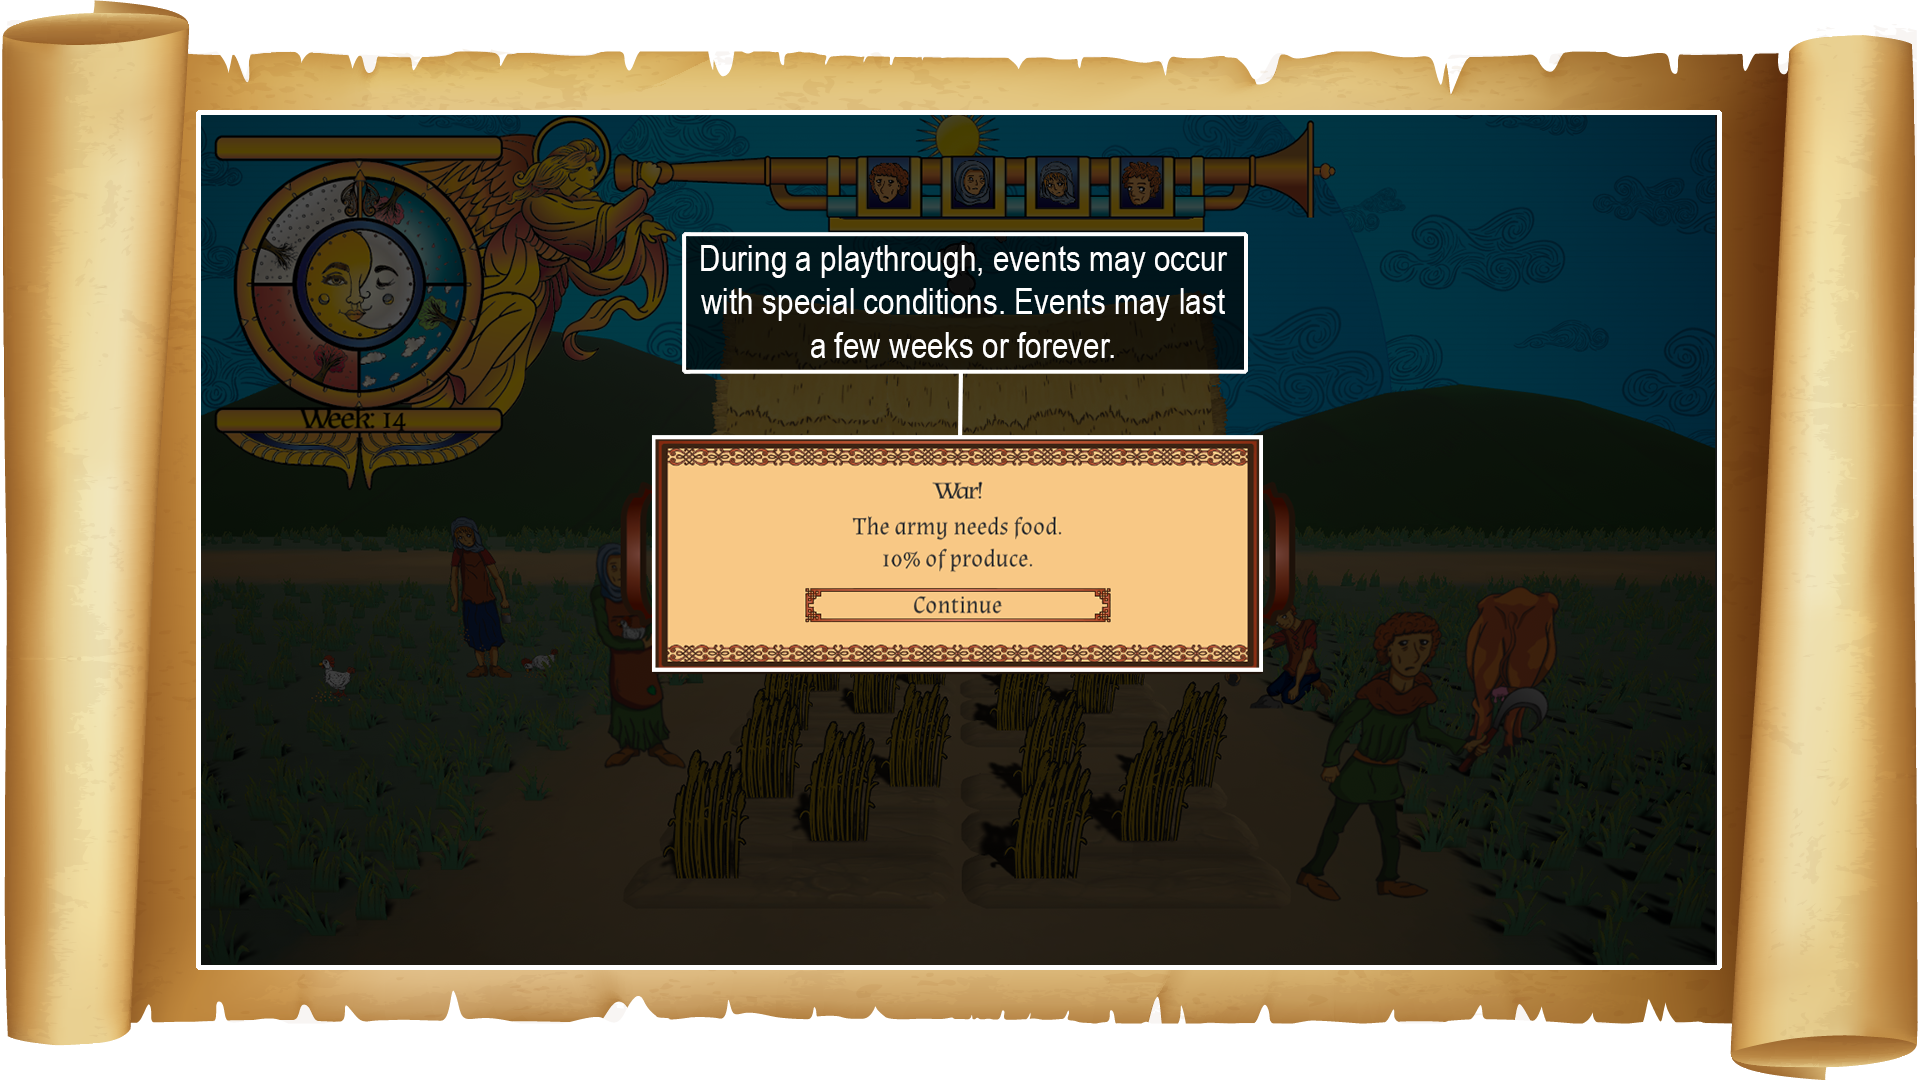 During a playthrough, events may occur
with special conditions. Events may last
a few weeks or forever.
Week: 14
War!
The army needs food.
10% of produce.
Continue